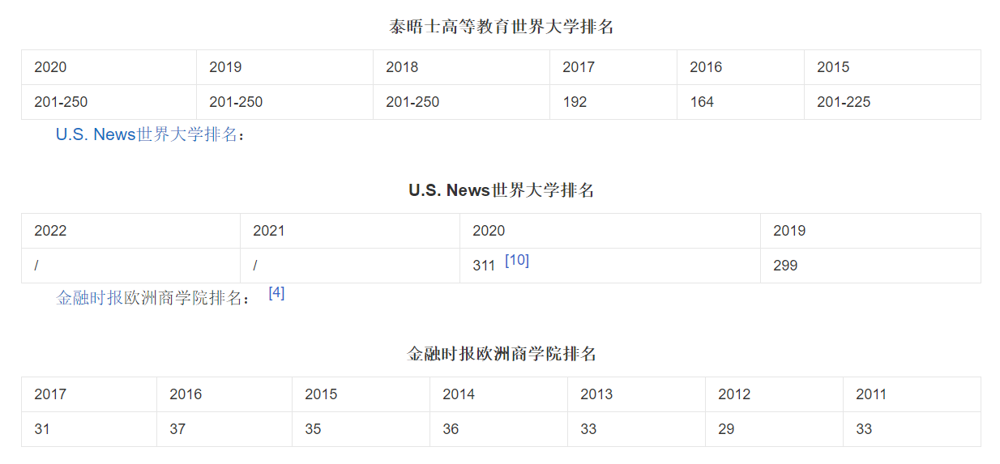 泰晤士高等教育世界大学排名
2020 2019 2018 2017 2016 2015
201-250 201-250 201-250 192 164 201-225
U.S. News世界大学排名：
U.S. News世界大学排名
2022 2021 2020 2019
/ / 311 [10] 299
金融时报欧洲商学院排名： [4]
金融时报欧洲商学院排名
2017 2016 2015 2014 2013 2012 2011
31 37 35 36 33 29 33